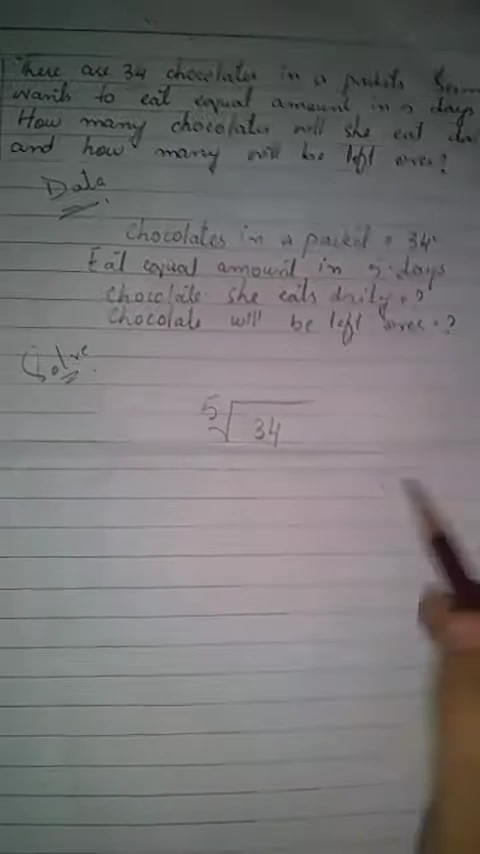 There are 34 chocolates in a packets
wants to eat equal amount in 5 days
How many chocolates will she eat
and how many will be left over?
Data
chocolates in a packet = 34
Eat equal amount in 5 days
chocolate she eats daily = ?
chocolate will be left over = ?
Solve
5 34